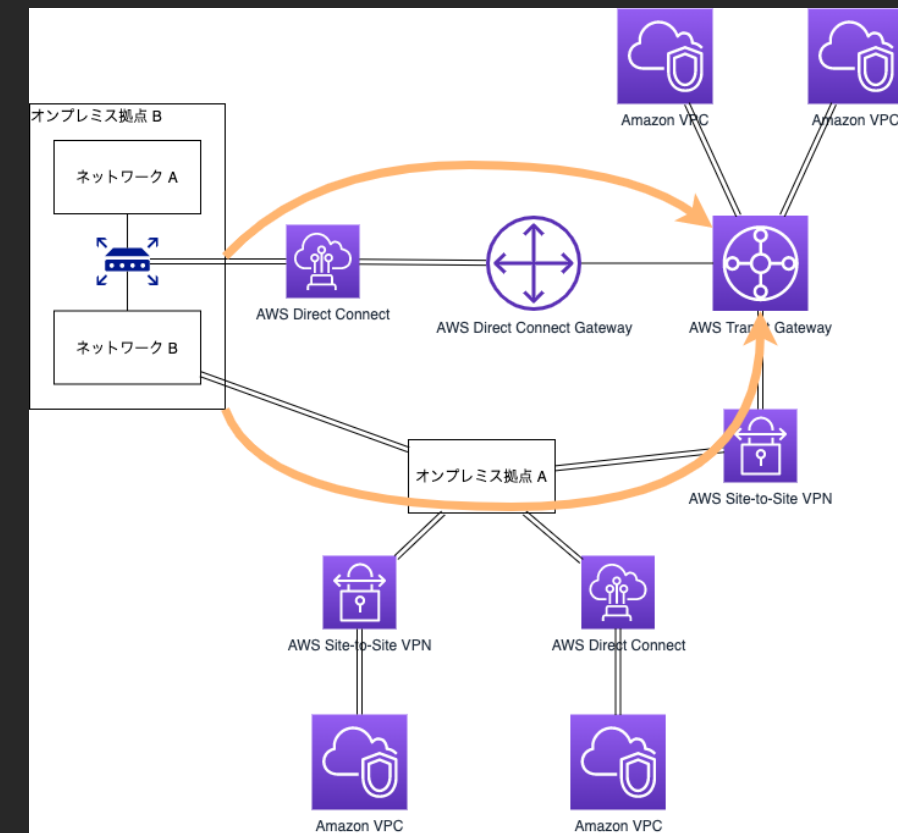 Amazon VPC
Amazon VPC
オンプレミス拠点 B
ネットワーク A
AWS Direct Connect
AWS Direct Connect Gateway
AWS Transit Gateway
ネットワーク B
オンプレミス拠点 A
AWS Site-to-Site VPN
AWS Site-to-Site VPN
AWS Direct Connect
Amazon VPC
Amazon VPC